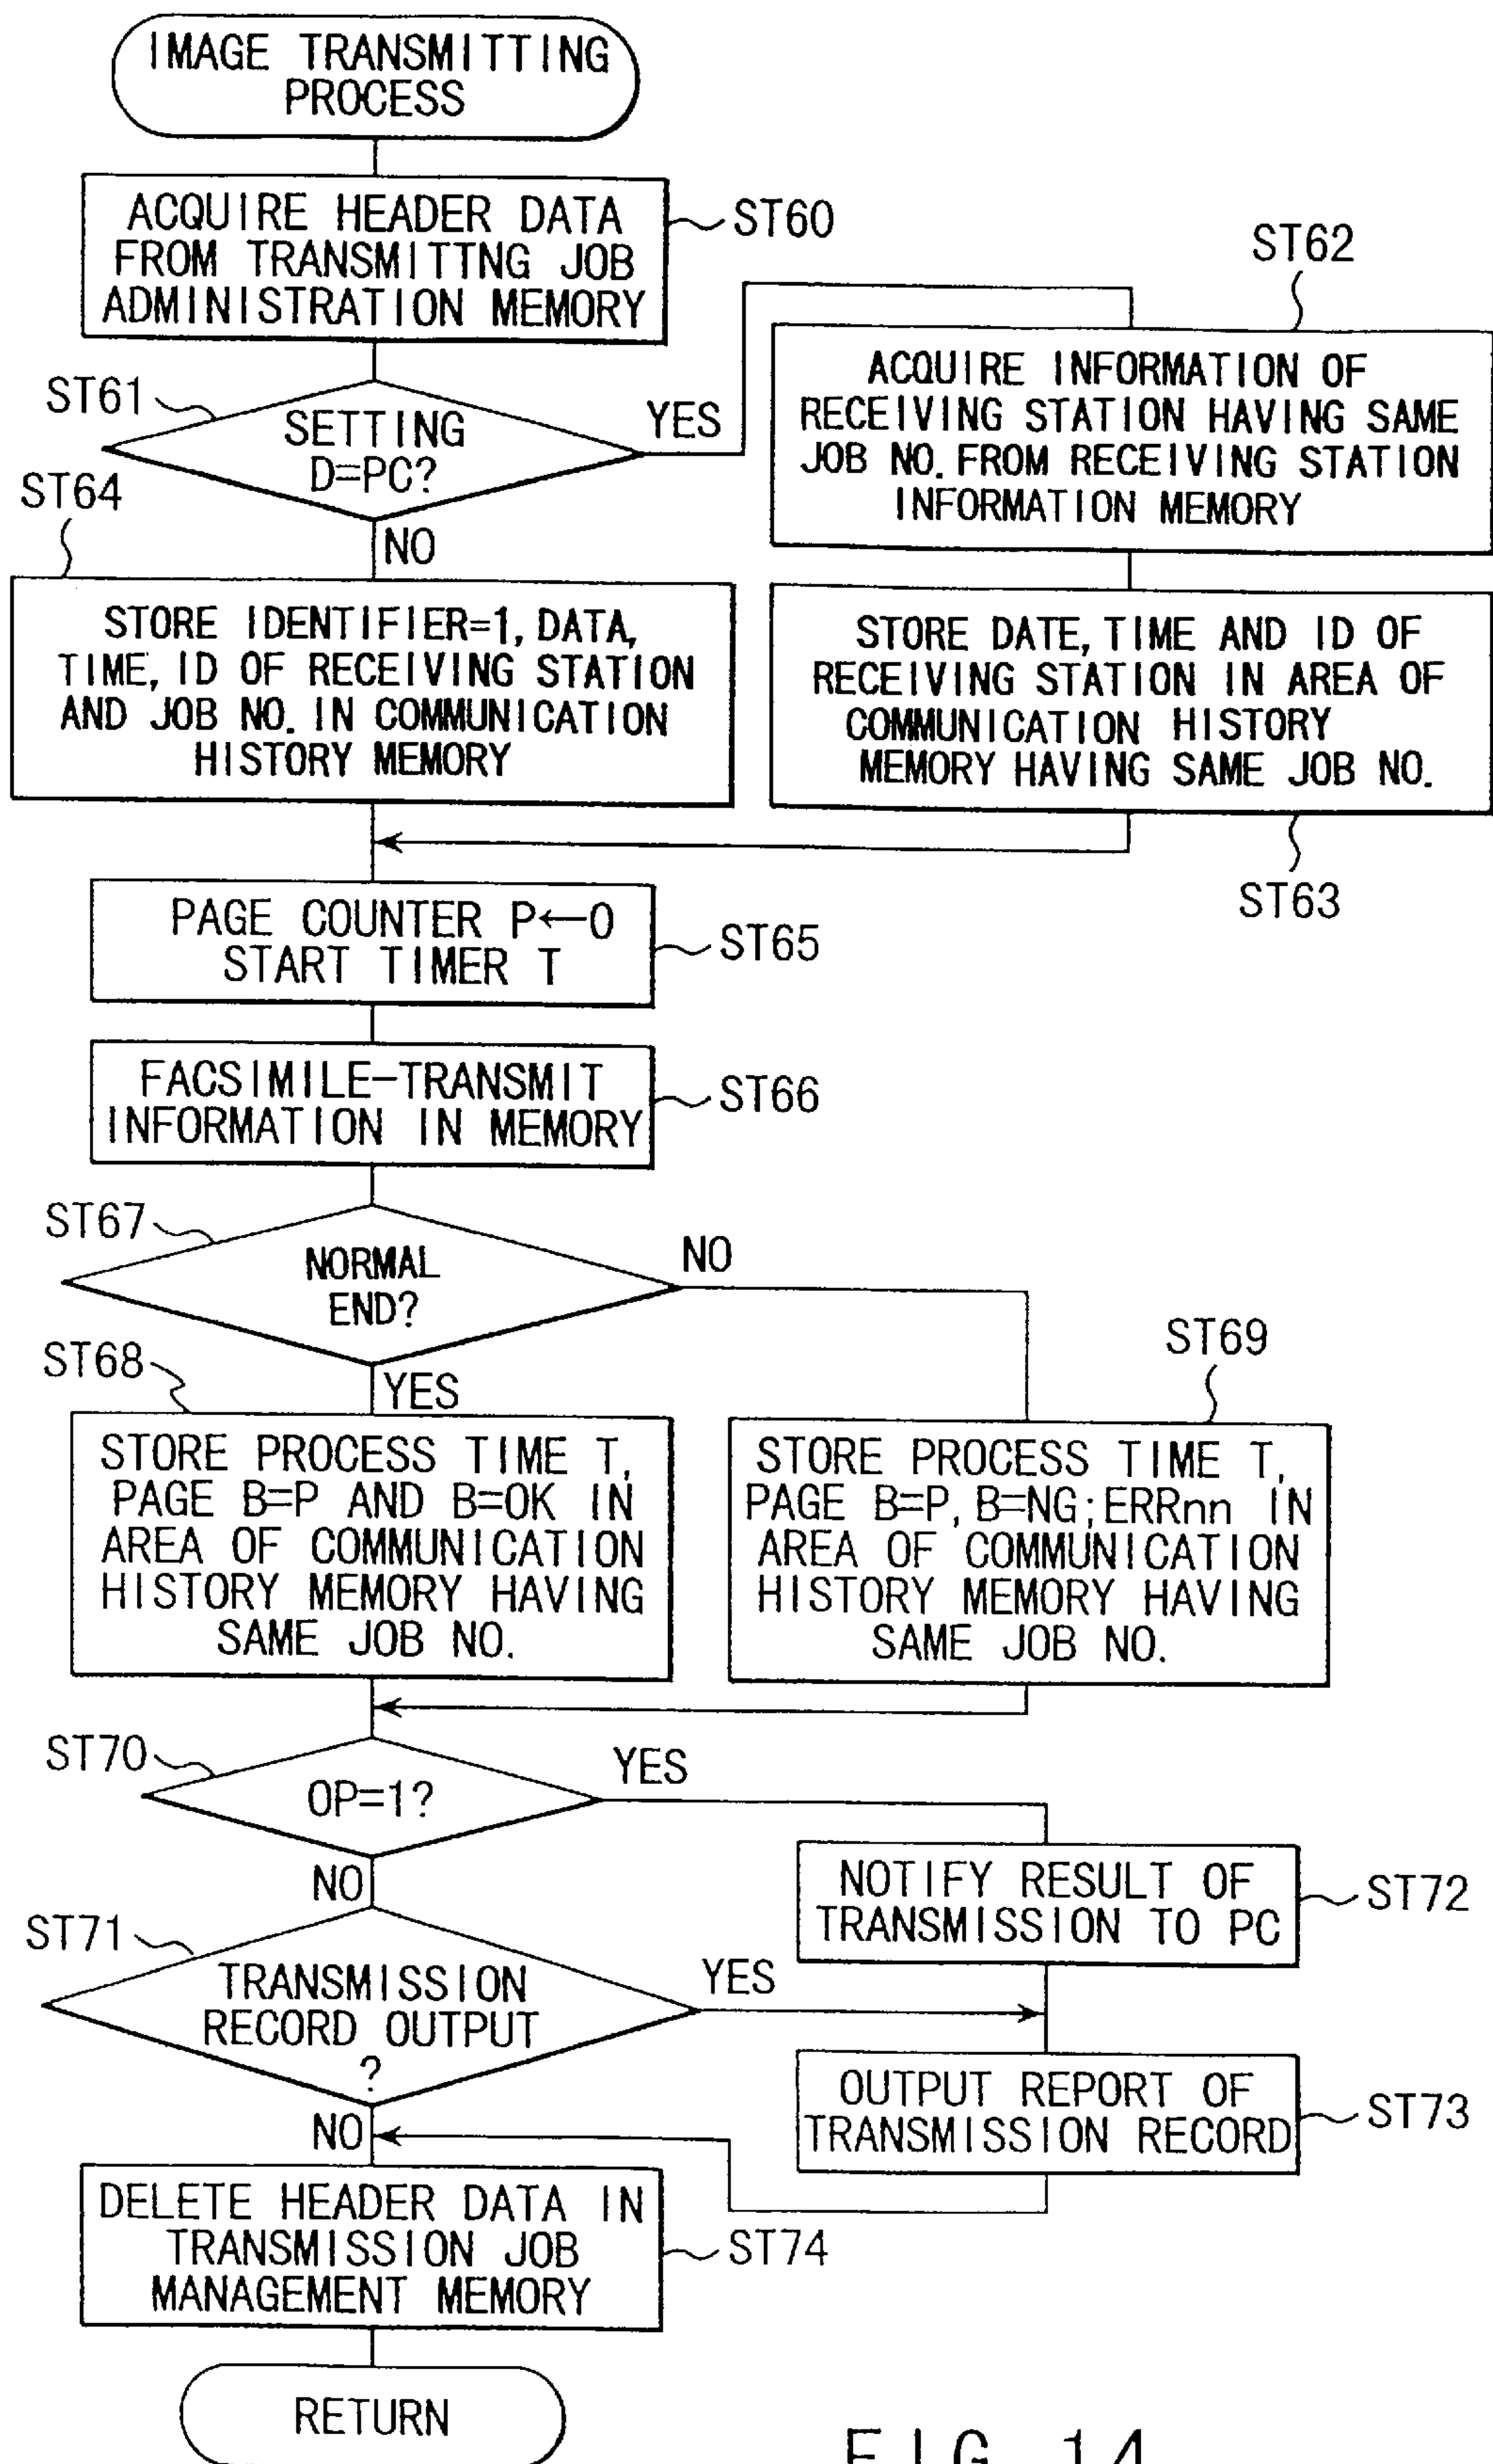 IMAGE TRANSMITTING
PROCESS
ACQUIRE HEADER DATA
FROM TRANSMITTNG JOB
ADMINISTRATION MEMORY
ST60
ST61
SETTING
D=PC?
YES
NO
ST62
ACQUIRE INFORMATION OF
RECEIVING STATION HAVING SAME
JOB NO. FROM RECEIVING STATION
INFORMATION MEMORY
STORE DATE, TIME AND ID OF
RECEIVING STATION IN AREA OF
COMMUNICATION HISTORY
MEMORY HAVING SAME JOB NO.
ST63
ST64
STORE IDENTIFIER=1, DATA,
TIME, ID OF RECEIVING STATION
AND JOB NO. IN COMMUNICATION
HISTORY MEMORY
PAGE COUNTER P←0
START TIMER T
ST65
FACSIMILE-TRANSMIT
INFORMATION IN MEMORY
ST66
ST67
NORMAL
END?
NO
YES
ST68
STORE PROCESS TIME T,
PAGE B=P AND B=OK IN
AREA OF COMMUNICATION
HISTORY MEMORY HAVING
SAME JOB NO.
ST69
STORE PROCESS TIME T,
PAGE B=P, B=NG;ERRnn IN
AREA OF COMMUNICATION
HISTORY MEMORY HAVING
SAME JOB NO.
ST70
OP=1?
YES
NO
NOTIFY RESULT OF
TRANSMISSION TO PC
ST72
ST71
TRANSMISSION
RECORD OUTPUT
?
YES
NO
OUTPUT REPORT OF
TRANSMISSION RECORD
ST73
DELETE HEADER DATA IN
TRANSMISSION JOB
MANAGEMENT MEMORY
ST74
RETURN
FIG. 14